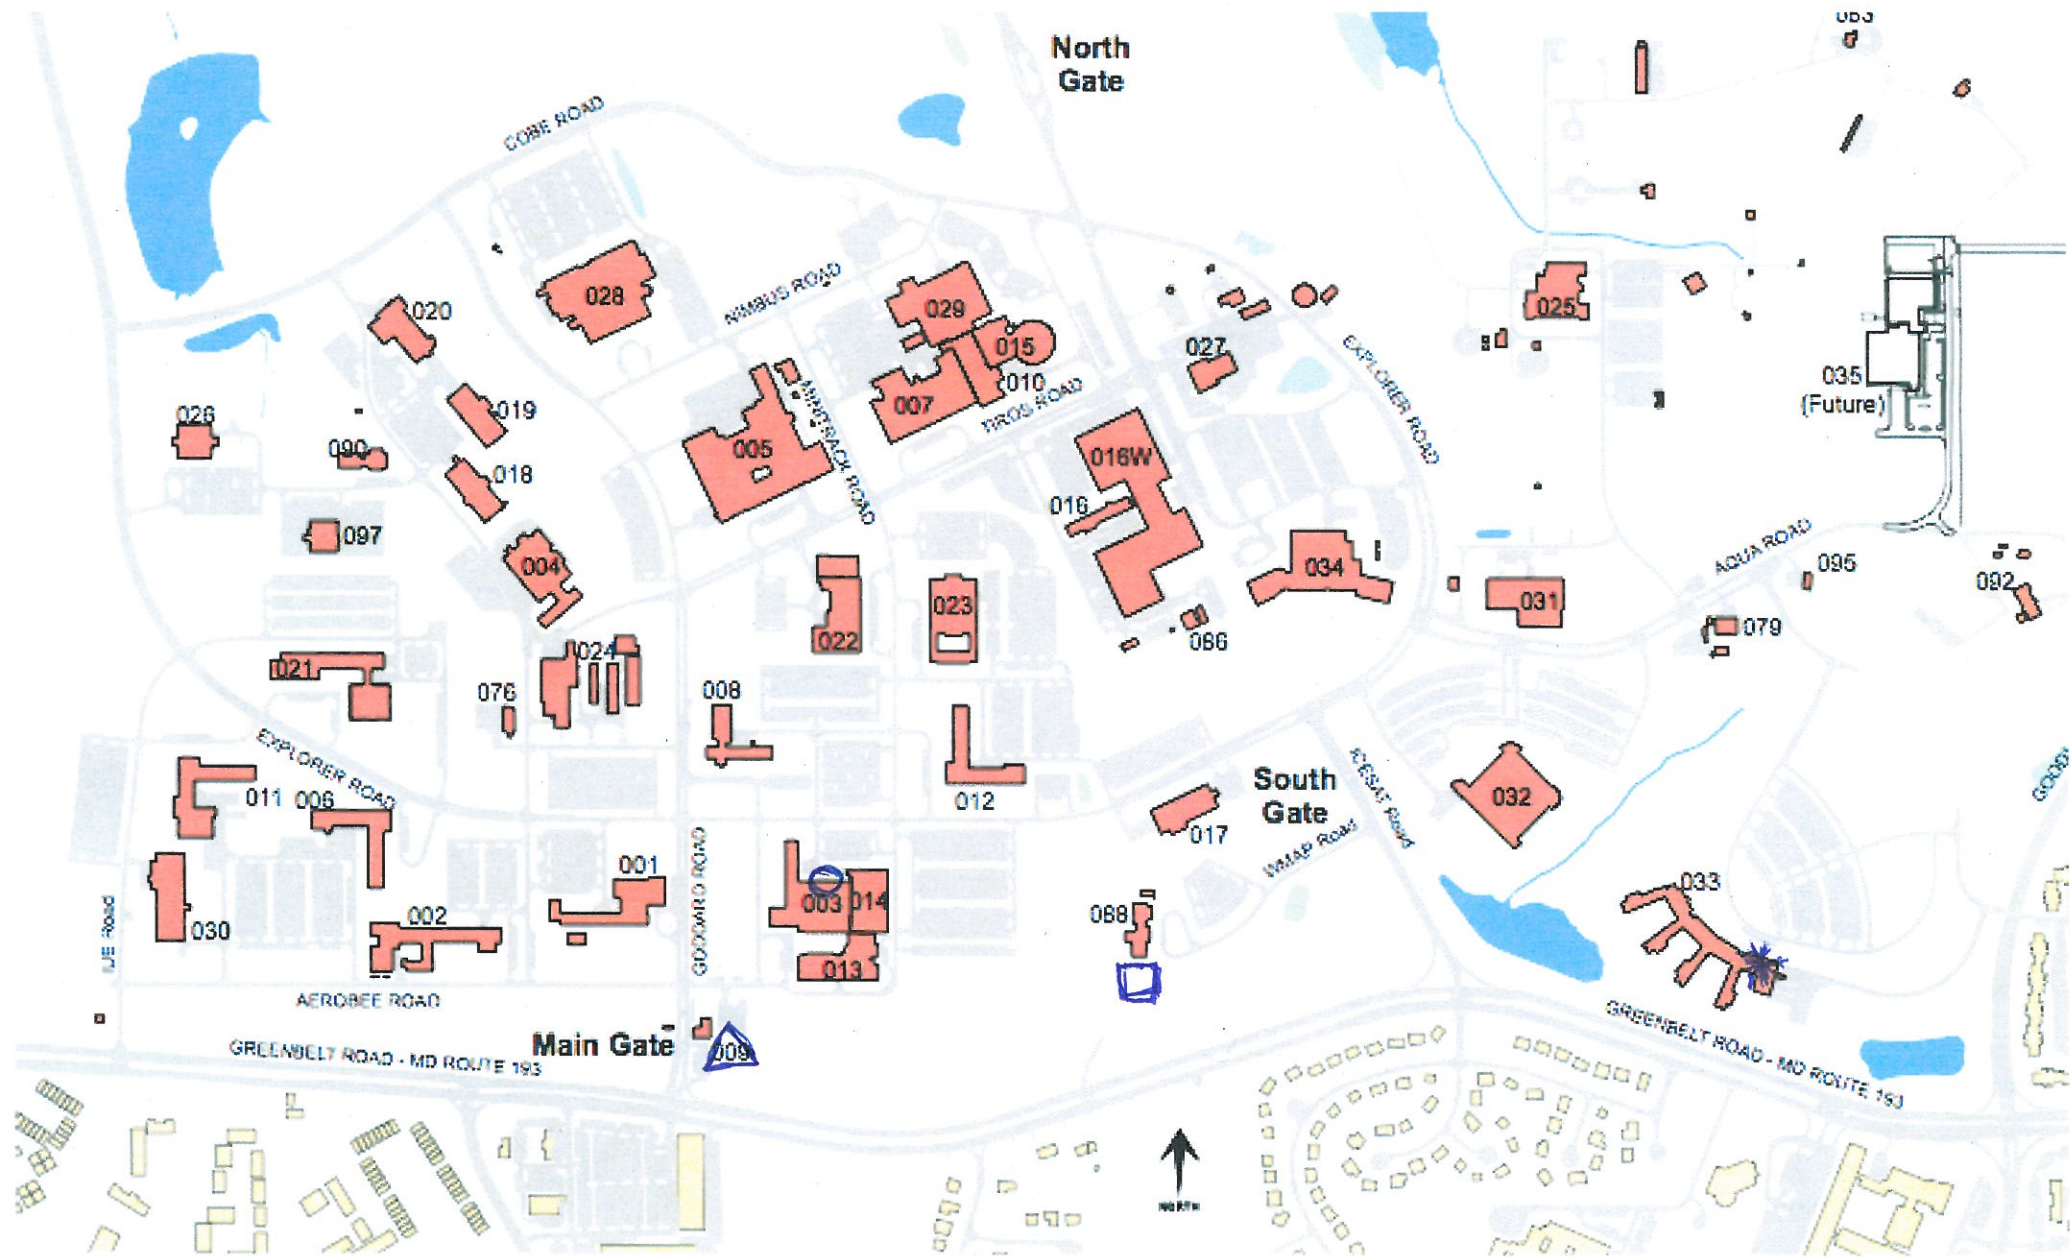 North
Gate
083
COBE ROAD
NIMBUS ROAD
028
029
020
015
010
027
025
EXPLORER ROAD
035
(Future)
019
026
007
TIROS ROAD
MINITRACK ROAD
005
016W
090
018
016
097
004
034
AQUA ROAD
095
092
031
023
022
079
086
024
021
076
008
EXPLORER ROAD
011
006
012
South
Gate
ICESAT Road
032
017
WMAP Road
GOODARD ROAD
001
003
014
033
088
002
030
013
AEROBEE ROAD
Main Gate
009
GREENBELT ROAD - MD ROUTE 193
GREENBELT ROAD - MD ROUTE 193
NORTH